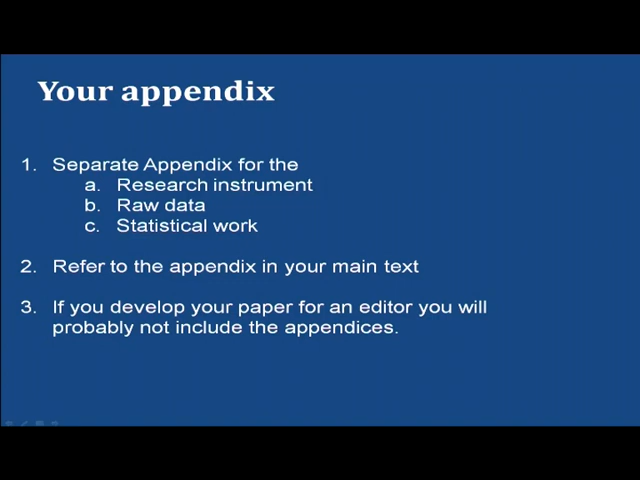 Your appendix
1. Separate Appendix for the
a. Research instrument
b. Raw data
c. Statistical work
2. Refer to the appendix in your main text
3. If you develop your paper for an editor you will
probably not include the appendices.